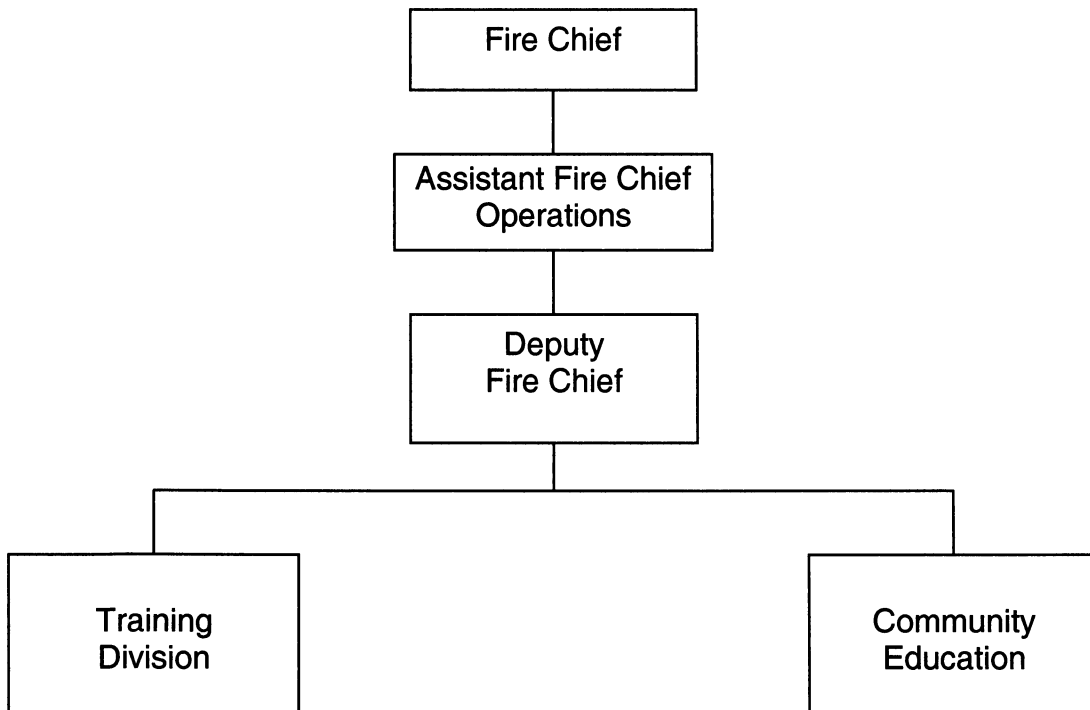 Fire Chief
Assistant Fire Chief
Operations
Deputy
Fire Chief
Training
Division
Community
Education